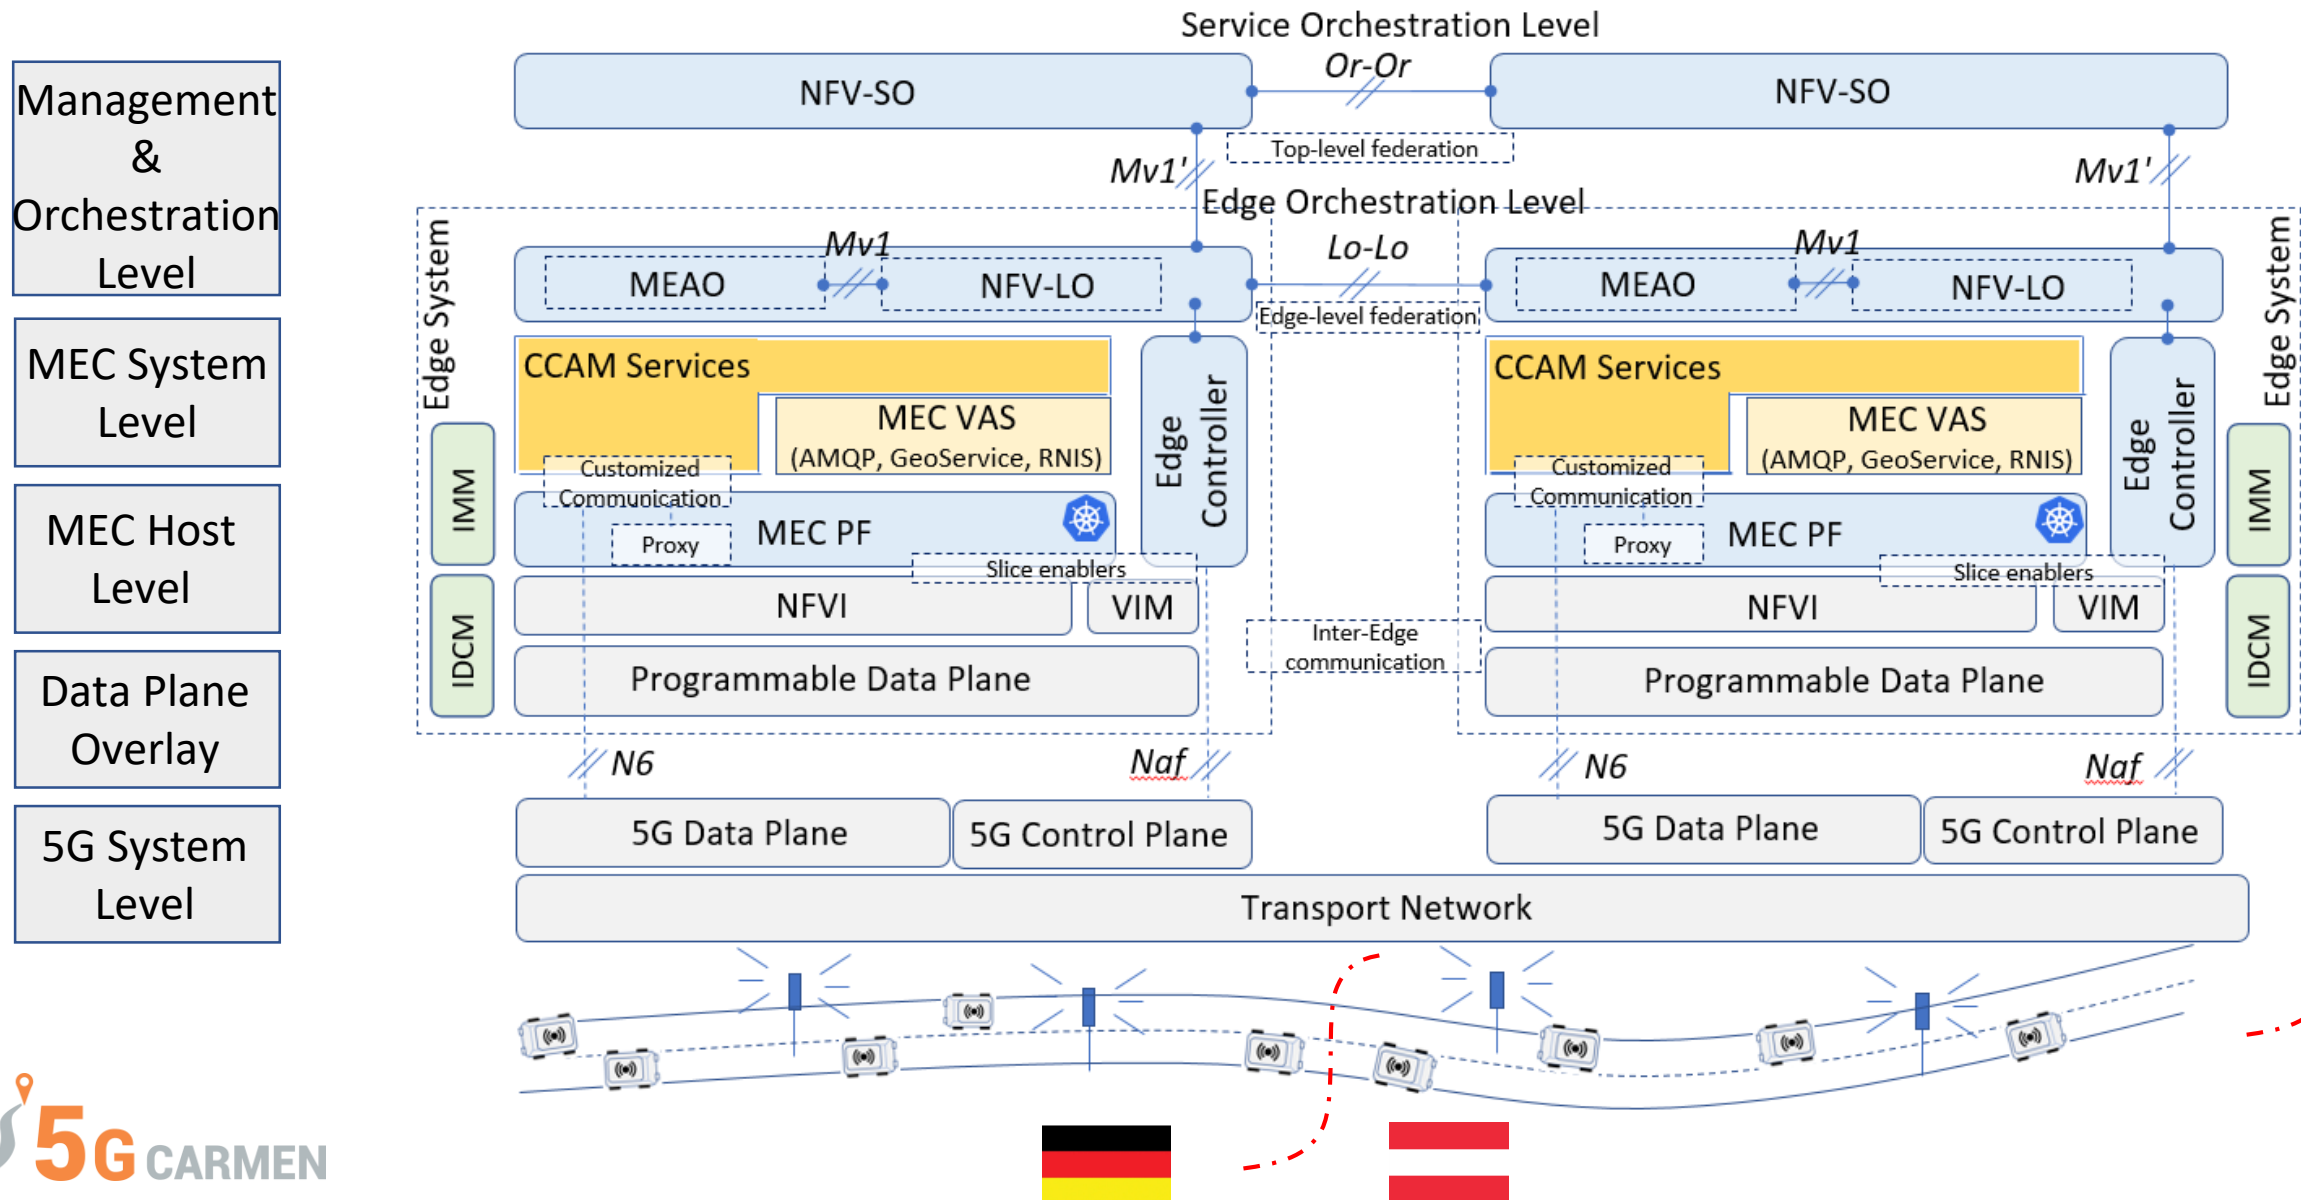 Service Orchestration Level
Management
&
Orchestration
Level
MEC System
Level
MEC Host
Level
Data Plane
Overlay
5G System
Level
NFV-SO
Or-Or
NFV-SO
Top-level federation
Mv1'
Mv1'
Edge Orchestration Level
Edge System
MEAO
Mv1
NFV-LO
Lo-Lo
Edge-level federation
MEAO
Mv1
NFV-LO
Edge System
CCAM Services
MEC VAS
(AMQP, GeoService, RNIS)
Edge
Controller
Customized
Communication
Proxy
MEC PF
IMM
IDCM
Slice enablers
NFVI
VIM
Programmable Data Plane
Inter-Edge
communication
CCAM Services
MEC VAS
(AMQP, GeoService, RNIS)
Edge
Controller
Customized
Communication
Proxy
MEC PF
IMM
IDCM
Slice enablers
NFVI
VIM
Programmable Data Plane
N6
Naf
N6
Naf
5G Data Plane
5G Control Plane
5G Data Plane
5G Control Plane
Transport Network
5G CARMEN